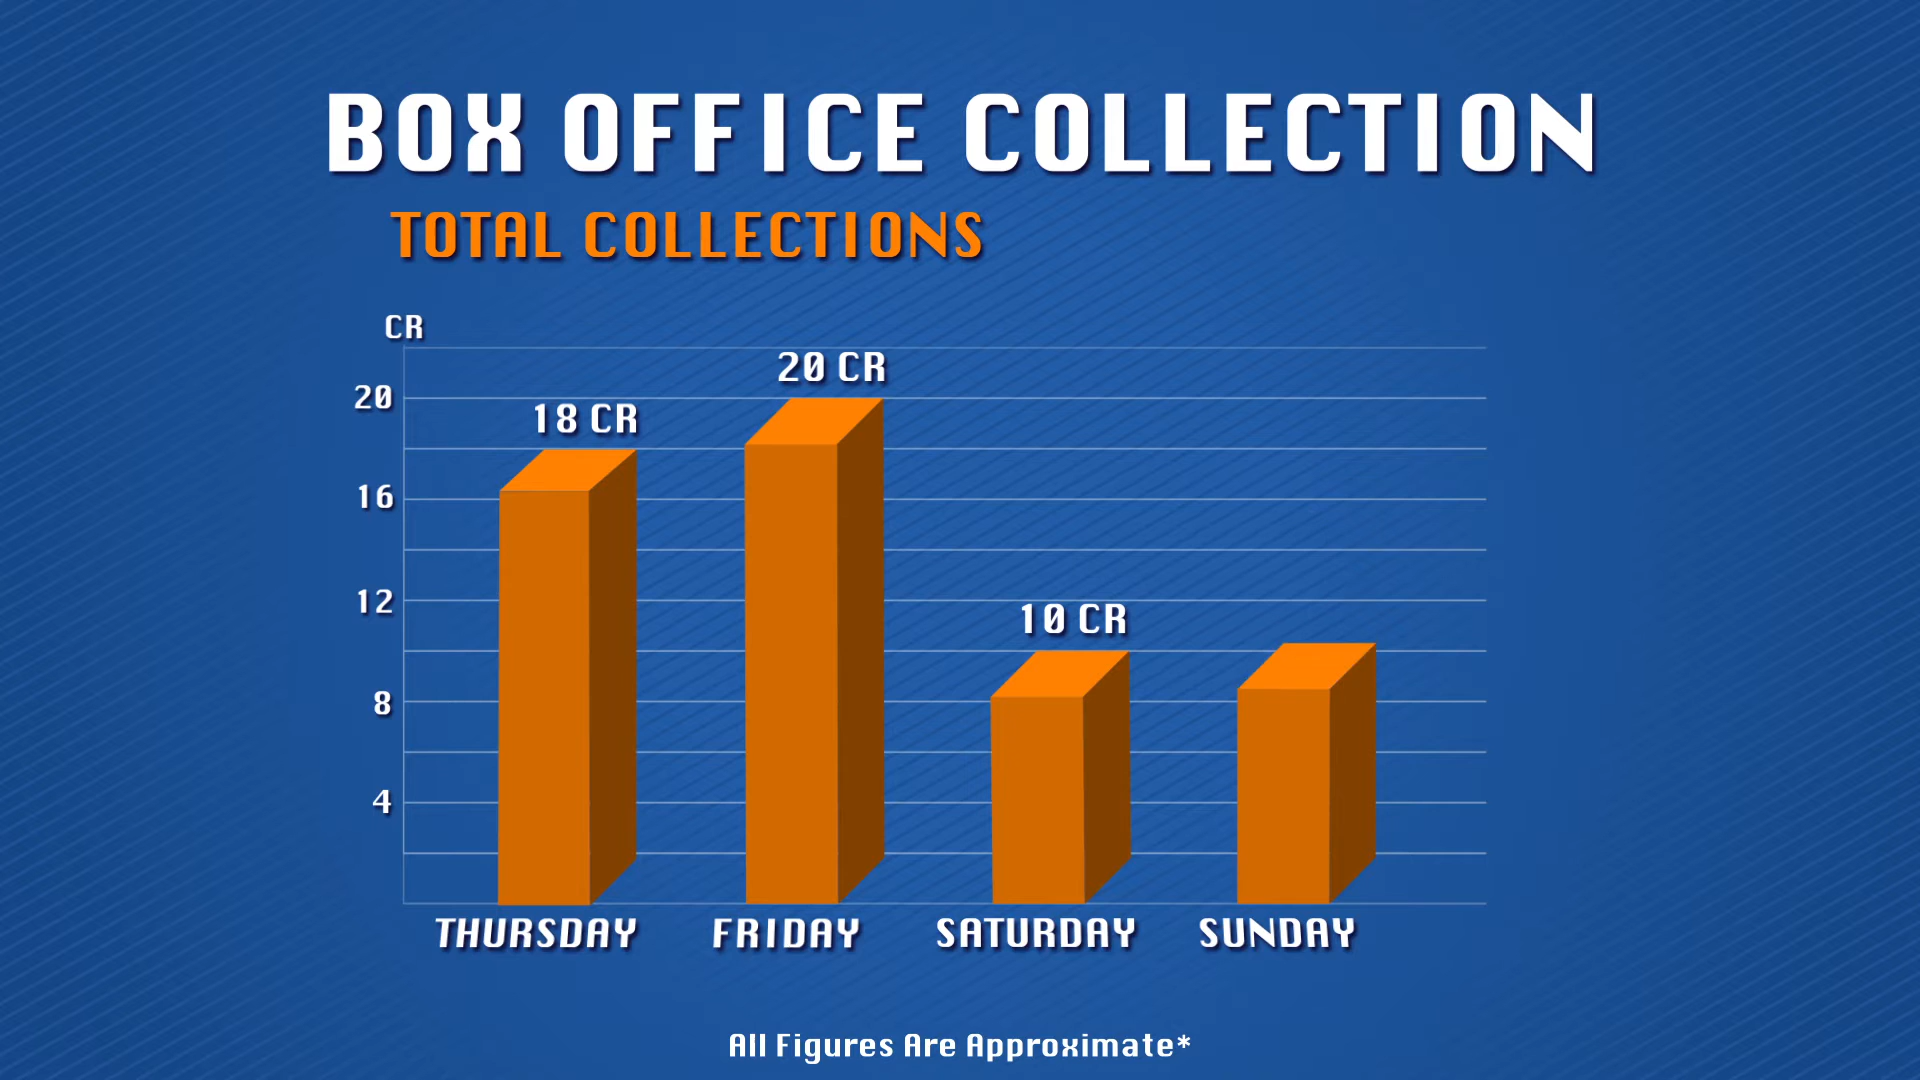 BOX OFFICE COLLECTION
TOTAL COLLECTIONS
CR
20
16
12
8
4
18 CR
20 CR
10 CR
THURSDAY FRIDAY SATURDAY SUNDAY
All Figures Are Approximate*